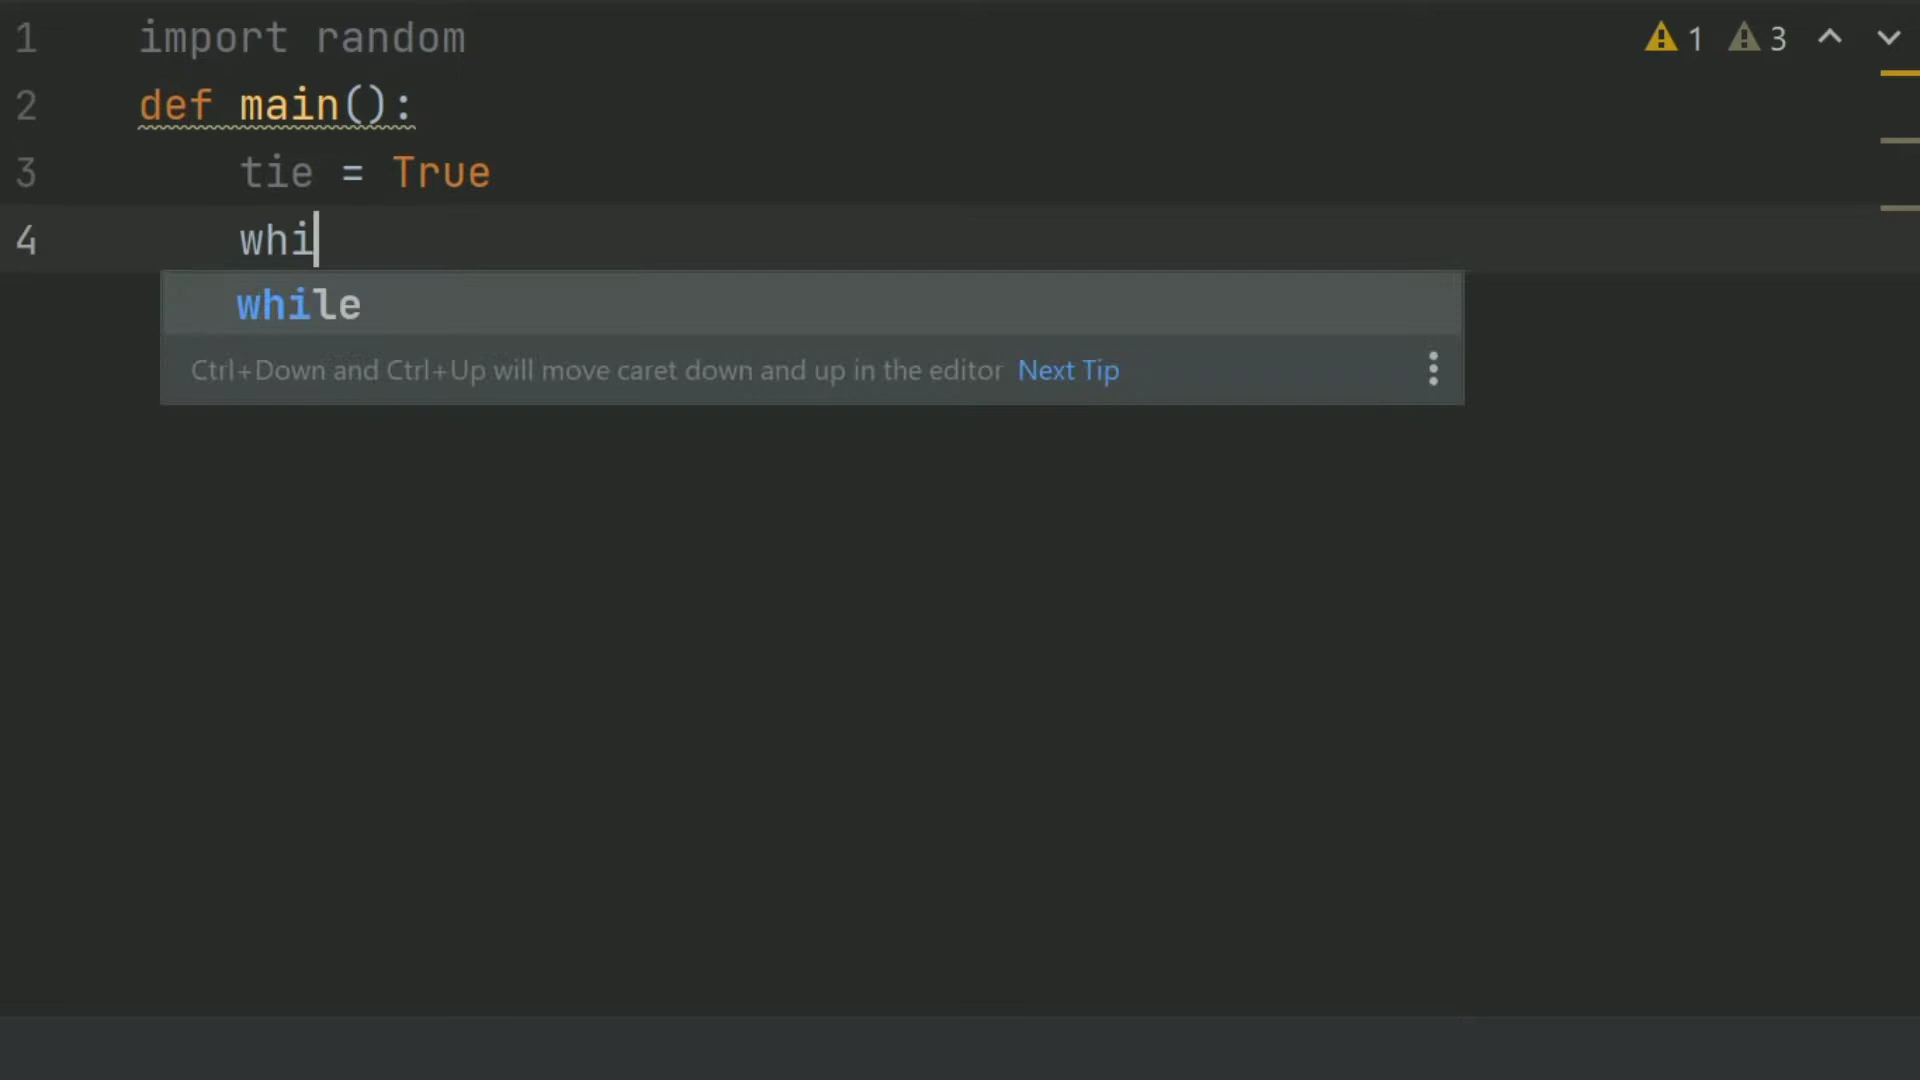 1 import random
2 def main():
3 tie = True
4 whi
while
Ctrl+Down and Ctrl+Up will move caret down and up in the editor Next Tip
1 3